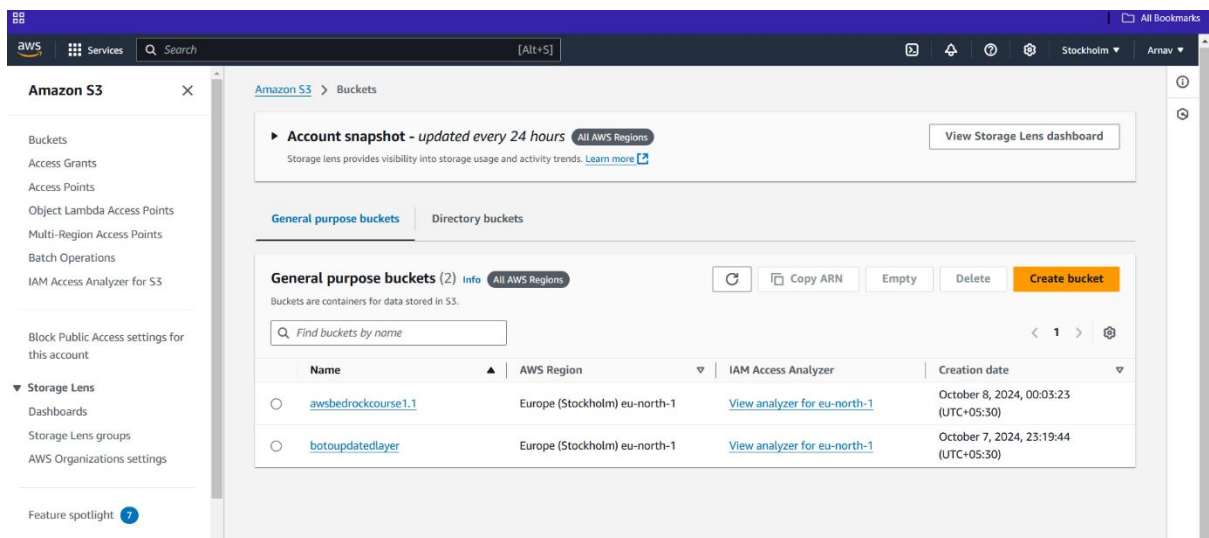 All Bookmarks
aws Services Search [Alt+S] Stockholm Arnav
Amazon S3
Buckets
Access Grants
Access Points
Object Lambda Access Points
Multi-Region Access Points
Batch Operations
IAM Access Analyzer for S3
Block Public Access settings for
this account
Storage Lens
Dashboards
Storage Lens groups
AWS Organizations settings
Feature spotlight 7
Amazon S3 > Buckets
Account snapshot - updated every 24 hours All AWS Regions
View Storage Lens dashboard
Storage lens provides visibility into storage usage and activity trends. Learn more
General purpose buckets Directory buckets
General purpose buckets (2) Info All AWS Regions
Copy ARN Empty Delete Create bucket
Buckets are containers for data stored in S3.
Find buckets by name
< 1 >
Name AWS Region IAM Access Analyzer Creation date
awsbedrockcourse1.1 Europe (Stockholm) eu-north-1 View analyzer for eu-north-1 October 8, 2024, 00:03:23
(UTC+05:30)
botoupdatedlayer Europe (Stockholm) eu-north-1 View analyzer for eu-north-1 October 7, 2024, 23:19:44
(UTC+05:30)